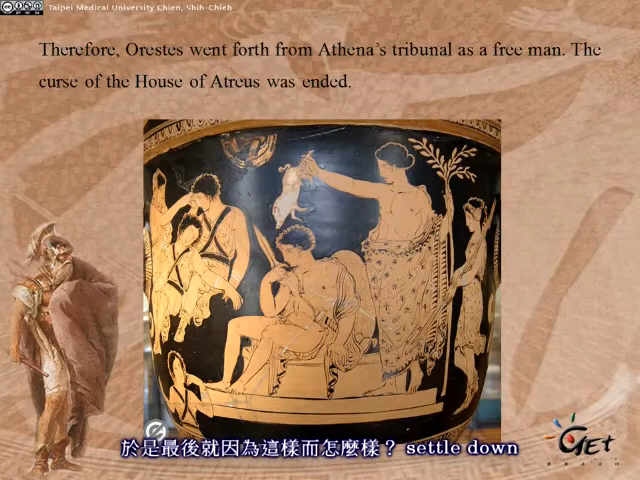 Taipei Medical University Chien, Shih-Chieh
Therefore, Orestes went forth from Athena's tribunal as a free man. The
curse of the House of Atreus was ended.
於是最後就因為這樣而怎麼樣？ settle down
GET